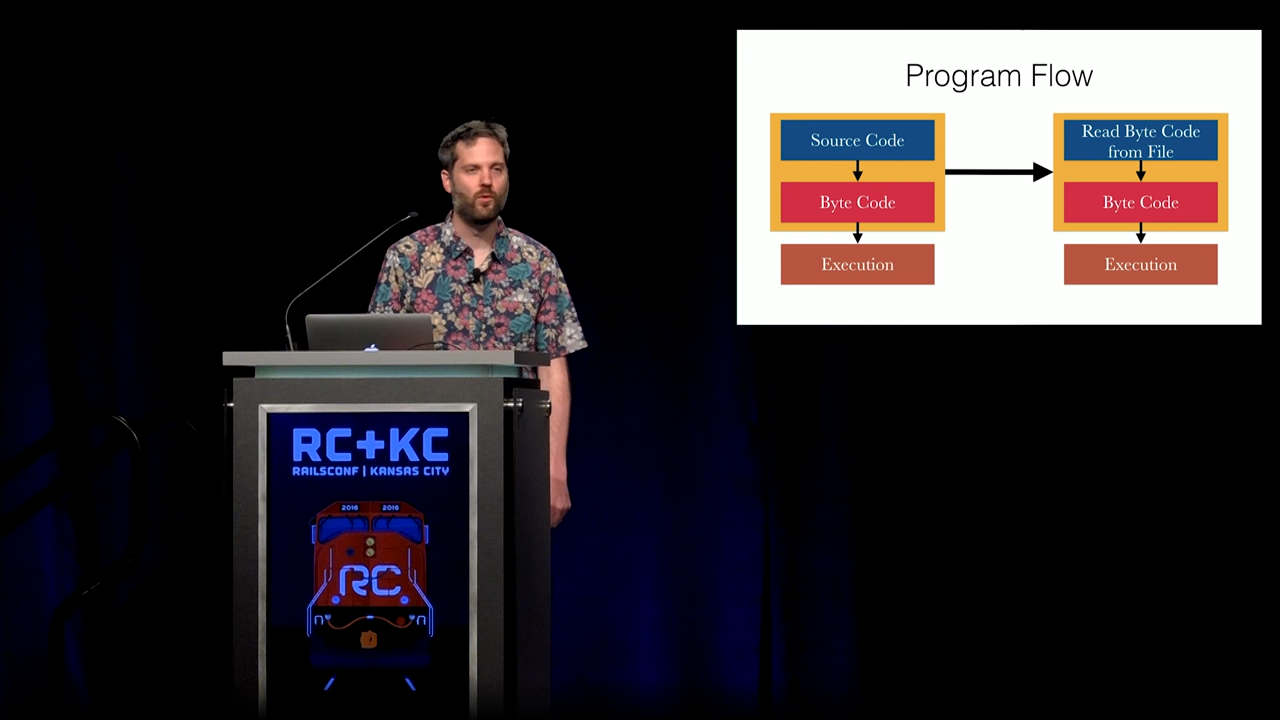 Program Flow
Source Code
Byte Code
Execution
Read Byte Code
from File
Byte Code
Execution
RC+KC
RAILSCONF | KANSAS CITY
2016 2016
RC